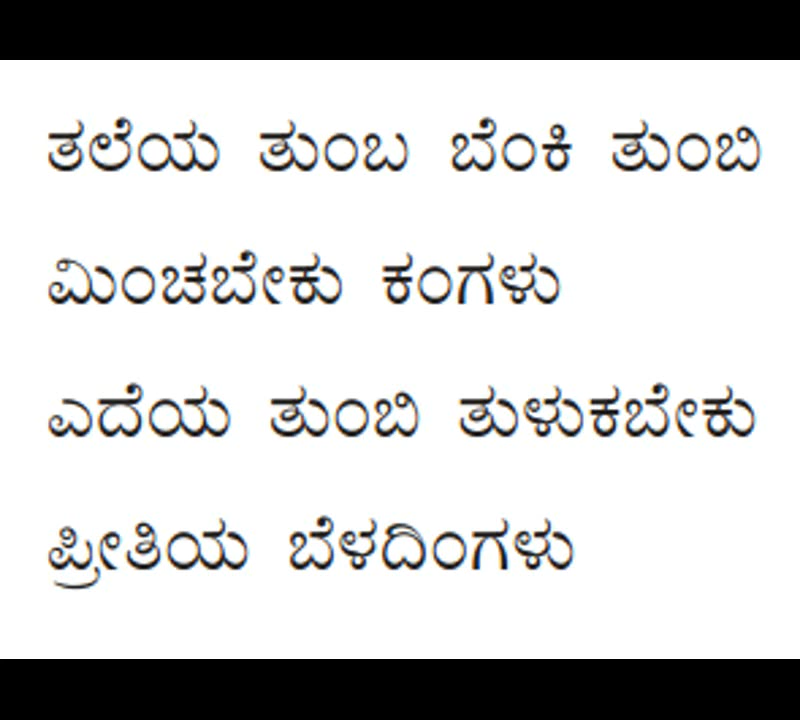 ತಲೆಯ ತುಂಬ ಬೆಂಕಿ ತುಂಬಿ
ಮಿಂಚಬೇಕು ಕಂಗಳು
ಎದೆಯ ತುಂಬಿ ತುಳುಕಬೇಕು
ಪ್ರೀತಿಯ ಬೆಳದಿಂಗಳು